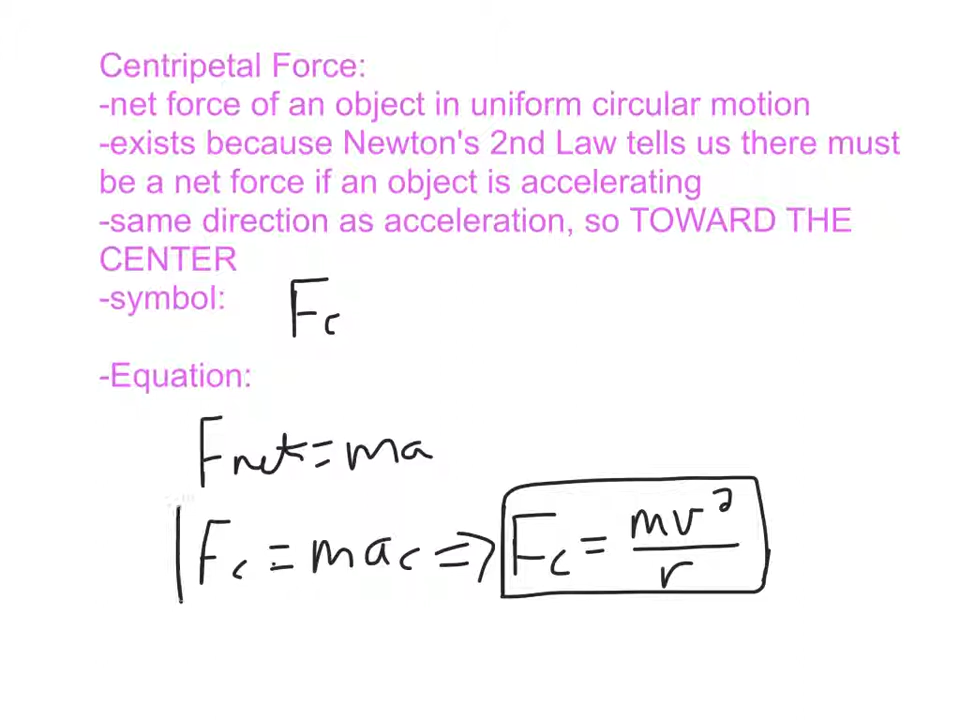 Centripetal Force:
-net force of an object in uniform circular motion
-exists because Newton's 2nd Law tells us there must
be a net force if an object is accelerating
-same direction as acceleration, so TOWARD THE
CENTER
-symbol: Fc
-Equation:
Fnet = ma
Fc = mac => Fc = mv²/r